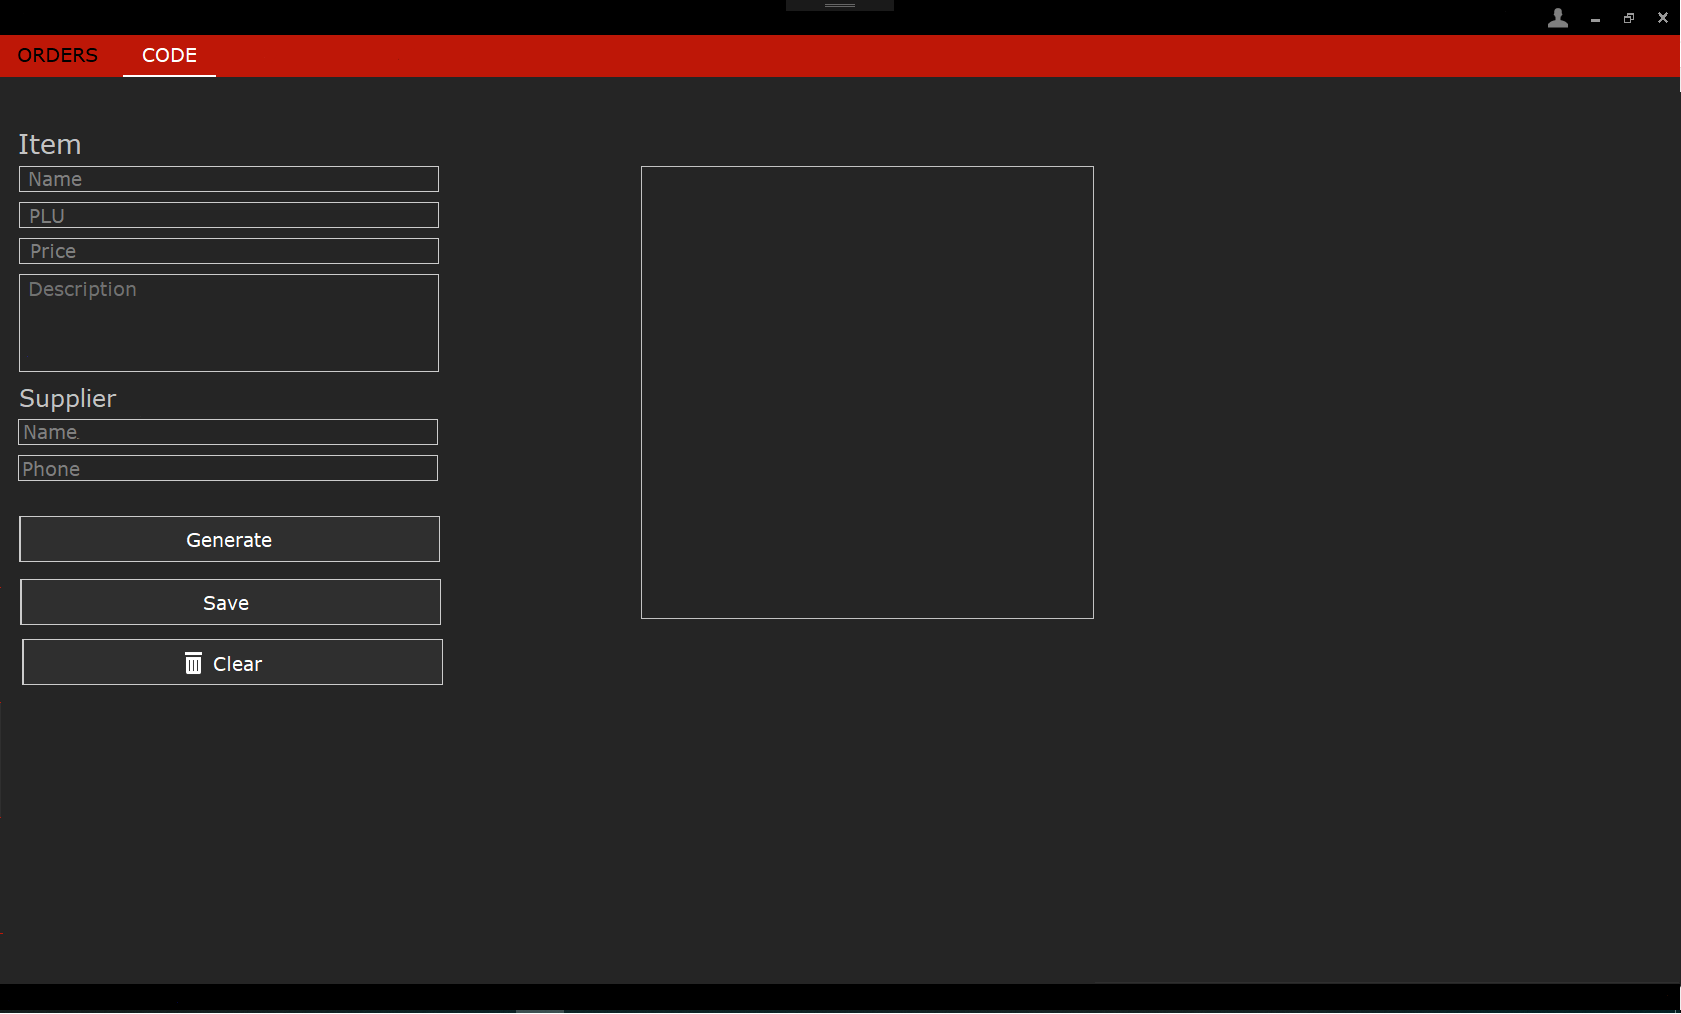 ORDERS CODE
Item
Name
PLU
Price
Description
Supplier
Name.
Phone
Generate
Save
Clear